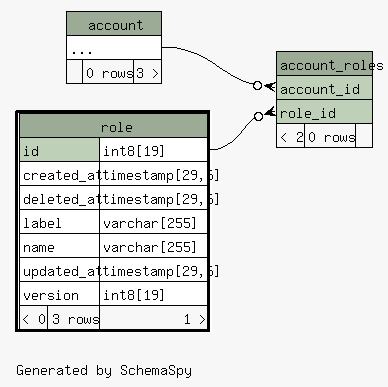 account
...
0 rows 3 >
account_roles
account_id
role_id
< 2 0 rows
role
id int8[19]
created_at timestamp[29,6]
deleted_at timestamp[29,6]
label varchar[255]
name varchar[255]
updated_at timestamp[29,6]
version int8[19]
< 0 3 rows 1 >
Generated by SchemaSpy